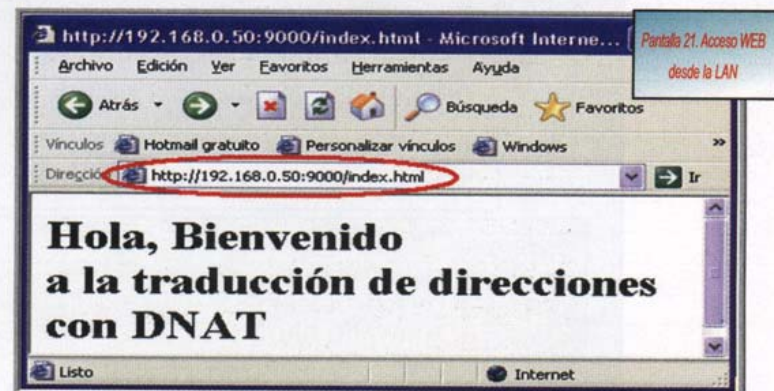 http://192.168.0.50:9000/index.html - Microsoft Interne...
Pantalla 21. Acceso WEB
desde la LAN
Archivo Edición Ver Favoritos Herramientas Ayuda
Atrás Búsqueda Favoritos
Vínculos Hotmail gratuito Personalizar vínculos Windows »
Dirección http://192.168.0.50:9000/index.html Ir
Hola, Bienvenido
a la traducción de direcciones
con DNAT
Listo Internet